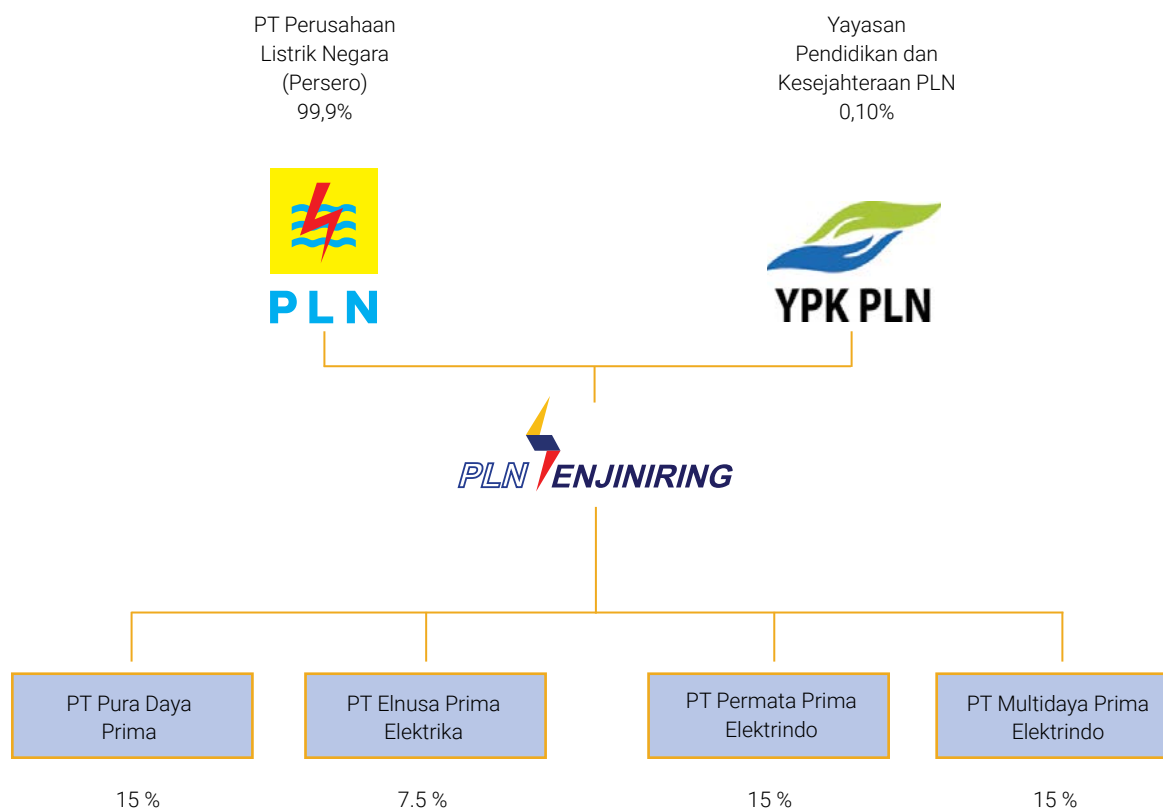 PT Perusahaan
Listrik Negara
(Persero)
99,9%
Yayasan
Pendidikan dan
Kesejahteraan PLN
0,10%
PLN
YPK PLN
PLN ENJINIRING
PT Pura Daya
Prima
PT Elnusa Prima
Elektrika
PT Permata Prima
Elektrindo
PT Multidaya Prima
Elektrindo
15 %
7.5 %
15 %
15 %